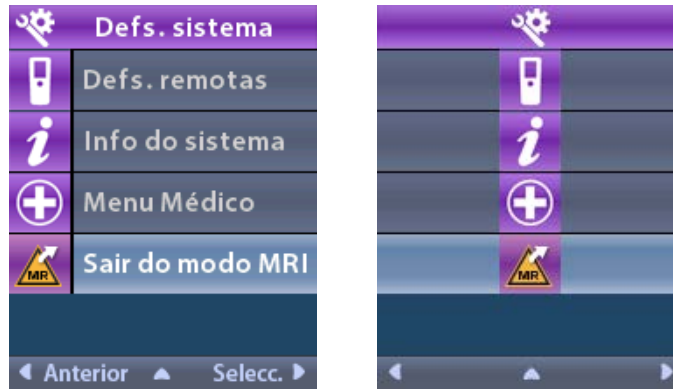 Defs. sistema
Defs. remotas
i Info do sistema i
Menu Médico
MR Sair do modo MRI MR
Anterior Selecc.